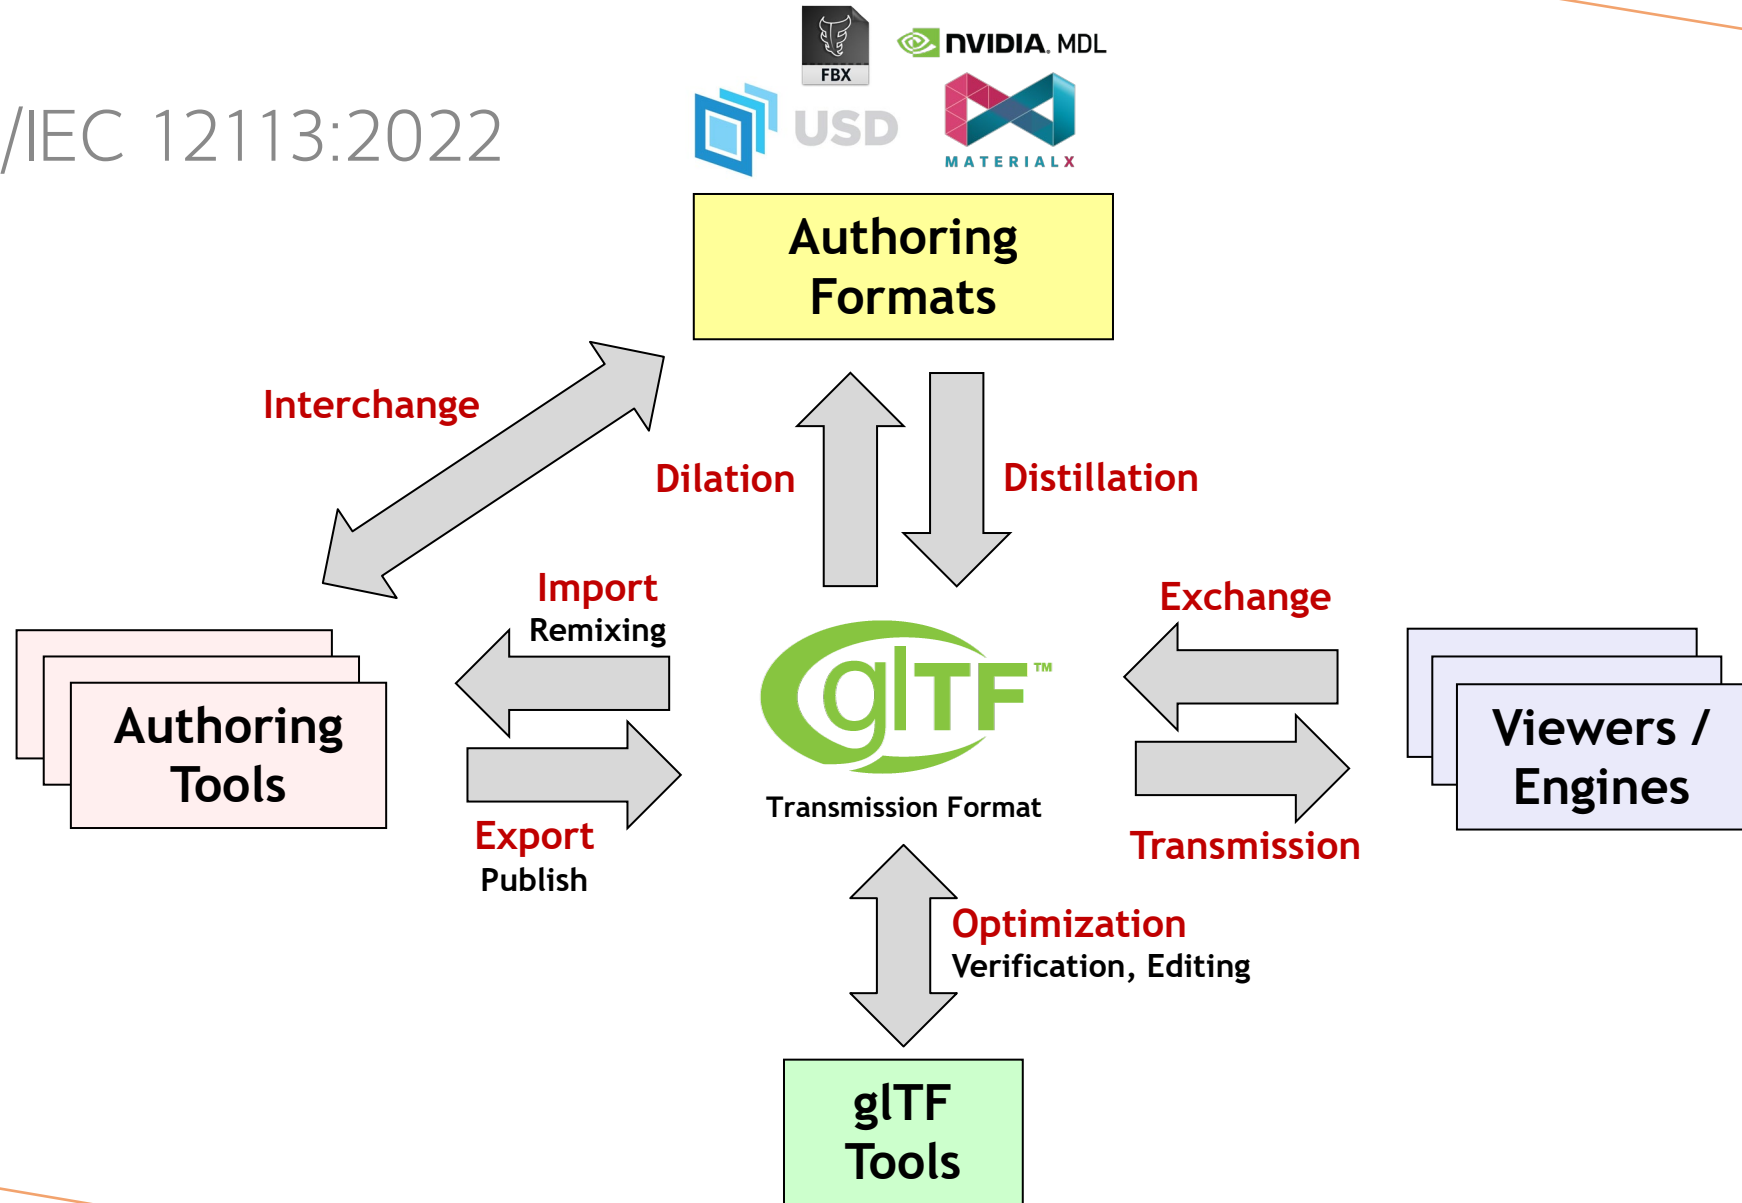 /IEC 12113:2022
FBX
NVIDIA. MDL
USD
MATERIALX
Authoring
Formats
Interchange
Dilation
Distillation
Import
Remixing
Exchange
Authoring
Tools
glTF™
Transmission Format
Viewers /
Engines
Export
Publish
Transmission
Optimization
Verification, Editing
glTF
Tools